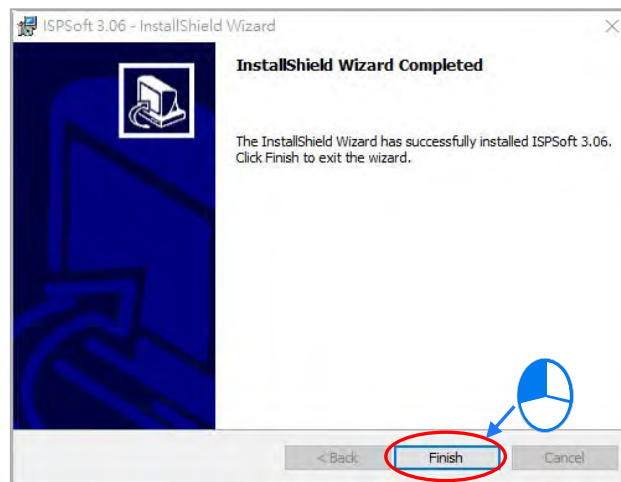 ISPSoft 3.06 - InstallShield Wizard
InstallShield Wizard Completed
The InstallShield Wizard has successfully installed ISPSoft 3.06.
Click Finish to exit the wizard.
< Back
Finish
Cancel